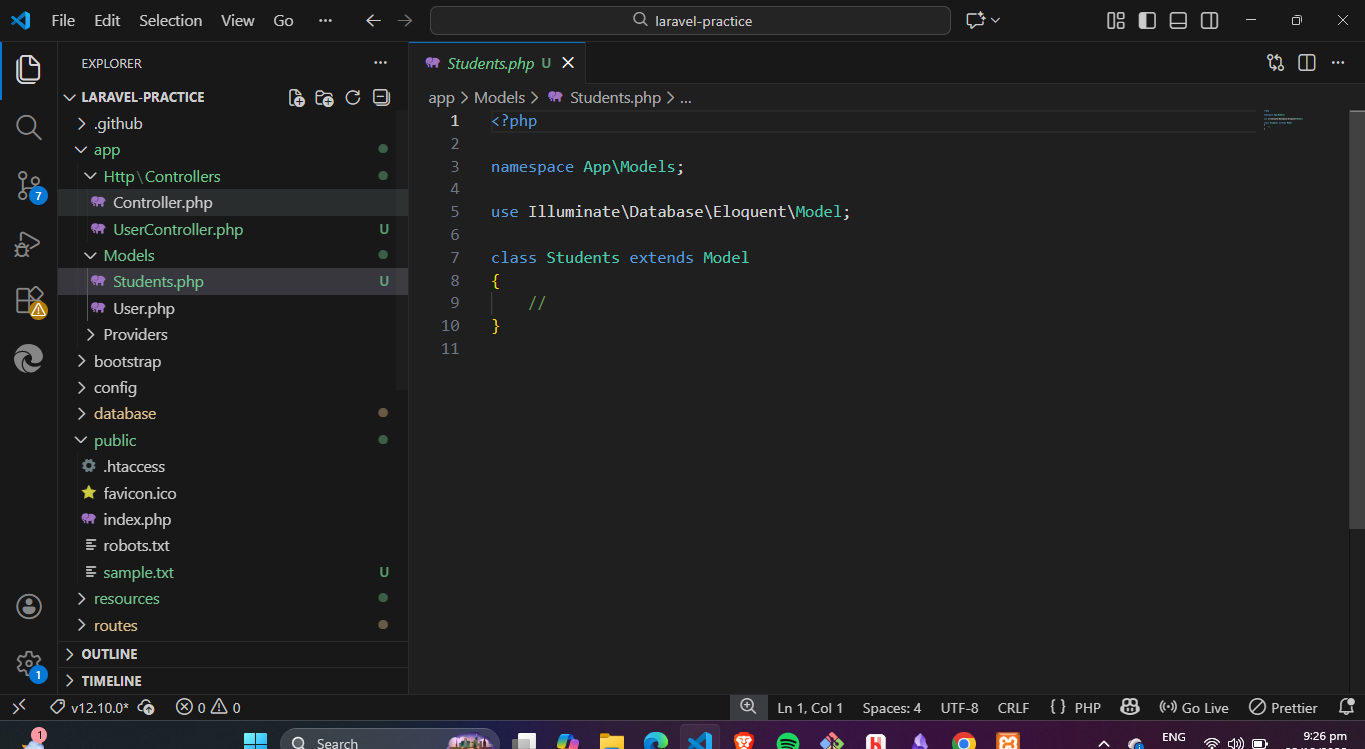 File Edit Selection View Go ··· laravel-practice
EXPLORER ···
LARAVEL-PRACTICE
.github
app
Http\Controllers
Controller.php
UserController.php U
Models
Students.php U
User.php
Providers
bootstrap
config
database
public
.htaccess
favicon.ico
index.php
robots.txt
sample.txt U
resources
routes
OUTLINE
TIMELINE
7
1
Students.php U
app > Models > Students.php > ...
1 <?php
2
3 namespace App\Models;
4
5 use Illuminate\Database\Eloquent\Model;
6
7 class Students extends Model
8 {
9 //
10 }
11
v12.10.0* 0 0 Ln 1, Col 1 Spaces: 4 UTF-8 CRLF {} PHP Go Live Prettier
1 Search ENG 9:26 pm